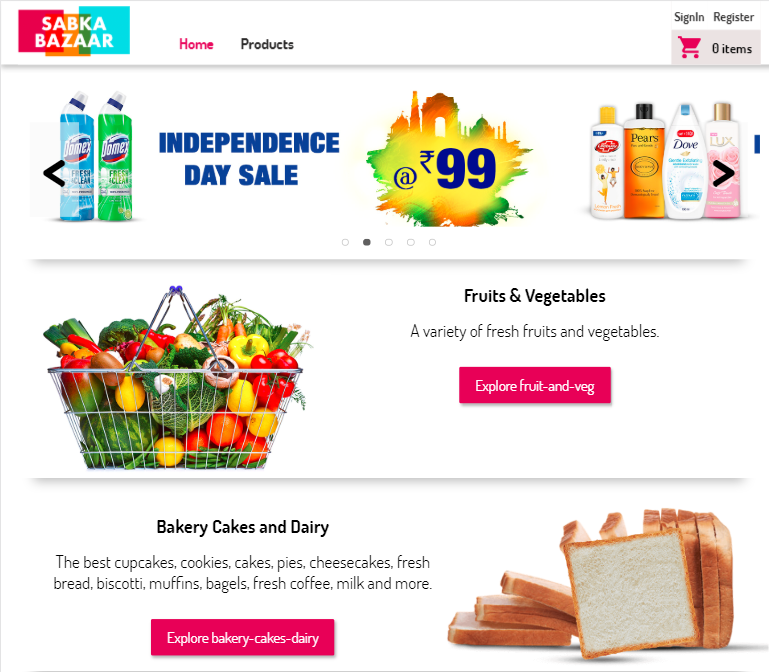 SABKA
BAZAAR
Home
Products
SignIn
Register
0 items
Domex
FRESH
CLEAN
Domex
FRESH
CLEAN
INDEPENDENCE
DAY SALE
@ ₹99
Pears
Dove
LUX
<
>
Fruits & Vegetables
A variety of fresh fruits and vegetables.
Explore fruit-and-veg
Bakery Cakes and Dairy
The best cupcakes, cookies, cakes, pies, cheesecakes, fresh
bread, biscotti, muffins, bagels, fresh coffee, milk and more.
Explore bakery-cakes-dairy